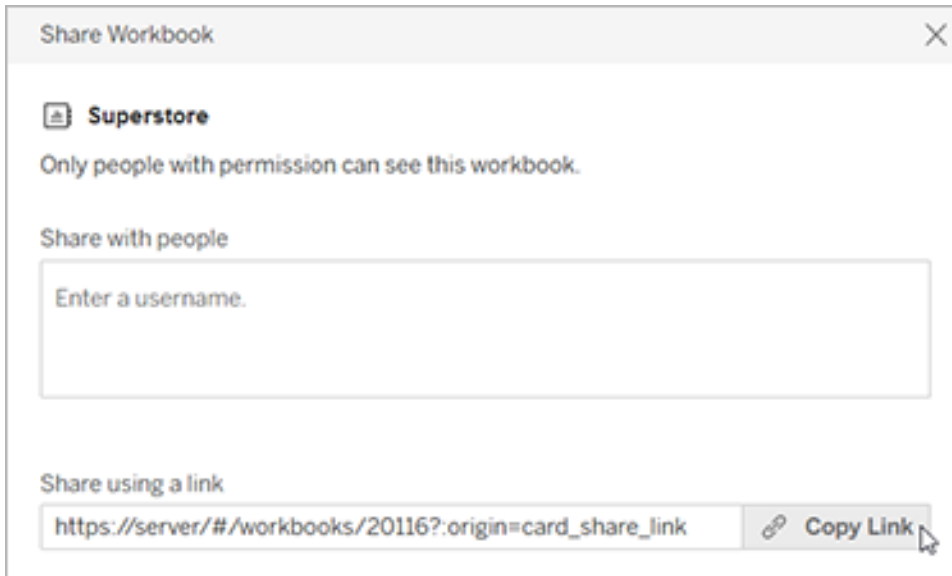 Share Workbook
Superstore
Only people with permission can see this workbook.
Share with people
Enter a username.
Share using a link
https://server/#/workbooks/20116?:origin=card_share_link
Copy Link